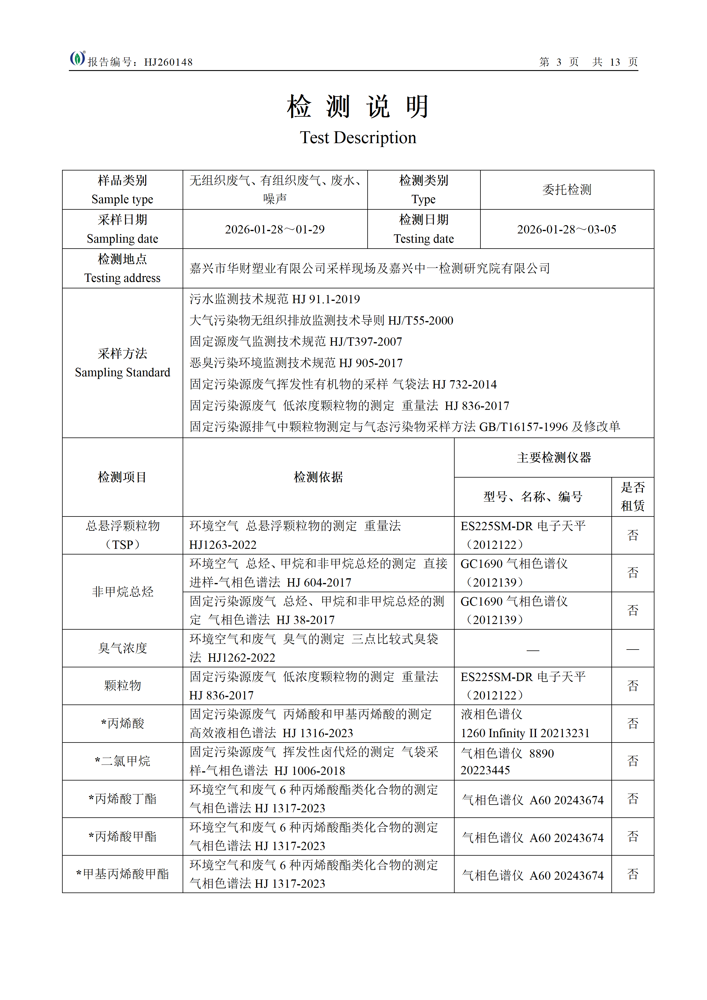 报告编号：HJ260148
第 3 页 共 13 页
检 测 说 明
Test Description
样品类别
Sample type
无组织废气、有组织废气、废水、
噪声
检测类别
Type
委托检测
采样日期
Sampling date
2026-01-28～01-29
检测日期
Testing date
2026-01-28～03-05
检测地点
Testing address
嘉兴市华财塑业有限公司采样现场及嘉兴中一检测研究院有限公司
采样方法
Sampling Standard
污水监测技术规范 HJ 91.1-2019
大气污染物无组织排放监测技术导则 HJ/T55-2000
固定源废气监测技术规范 HJ/T397-2007
恶臭污染环境监测技术规范 HJ 905-2017
固定污染源废气挥发性有机物的采样 气袋法 HJ 732-2014
固定污染源废气 低浓度颗粒物的测定 重量法 HJ 836-2017
固定污染源排气中颗粒物测定与气态污染物采样方法 GB/T16157-1996 及修改单
检测项目
检测依据
主要检测仪器
型号、名称、编号
是否
租赁
总悬浮颗粒物
（TSP）
环境空气 总悬浮颗粒物的测定 重量法
HJ1263-2022
ES225SM-DR 电子天平
（2012122）
否
非甲烷总烃
环境空气 总烃、甲烷和非甲烷总烃的测定 直接
进样-气相色谱法 HJ 604-2017
GC1690 气相色谱仪
（2012139）
否
固定污染源废气 总烃、甲烷和非甲烷总烃的测
定 气相色谱法 HJ 38-2017
GC1690 气相色谱仪
（2012139）
否
臭气浓度
环境空气和废气 臭气的测定 三点比较式臭袋
法 HJ1262-2022
—
—
颗粒物
固定污染源废气 低浓度颗粒物的测定 重量法
HJ 836-2017
ES225SM-DR 电子天平
（2012122）
否
*丙烯酸
固定污染源废气 丙烯酸和甲基丙烯酸的测定
高效液相色谱法 HJ 1316-2023
液相色谱仪
1260 Infinity II 20213231
否
*二氯甲烷
固定污染源废气 挥发性卤代烃的测定 气袋采
样-气相色谱法 HJ 1006-2018
气相色谱仪 8890
20223445
否
*丙烯酸丁酯
环境空气和废气 6 种丙烯酸酯类化合物的测定
气相色谱法 HJ 1317-2023
气相色谱仪 A60 20243674
否
*丙烯酸甲酯
环境空气和废气 6 种丙烯酸酯类化合物的测定
气相色谱法 HJ 1317-2023
气相色谱仪 A60 20243674
否
*甲基丙烯酸甲酯
环境空气和废气 6 种丙烯酸酯类化合物的测定
气相色谱法 HJ 1317-2023
气相色谱仪 A60 20243674
否